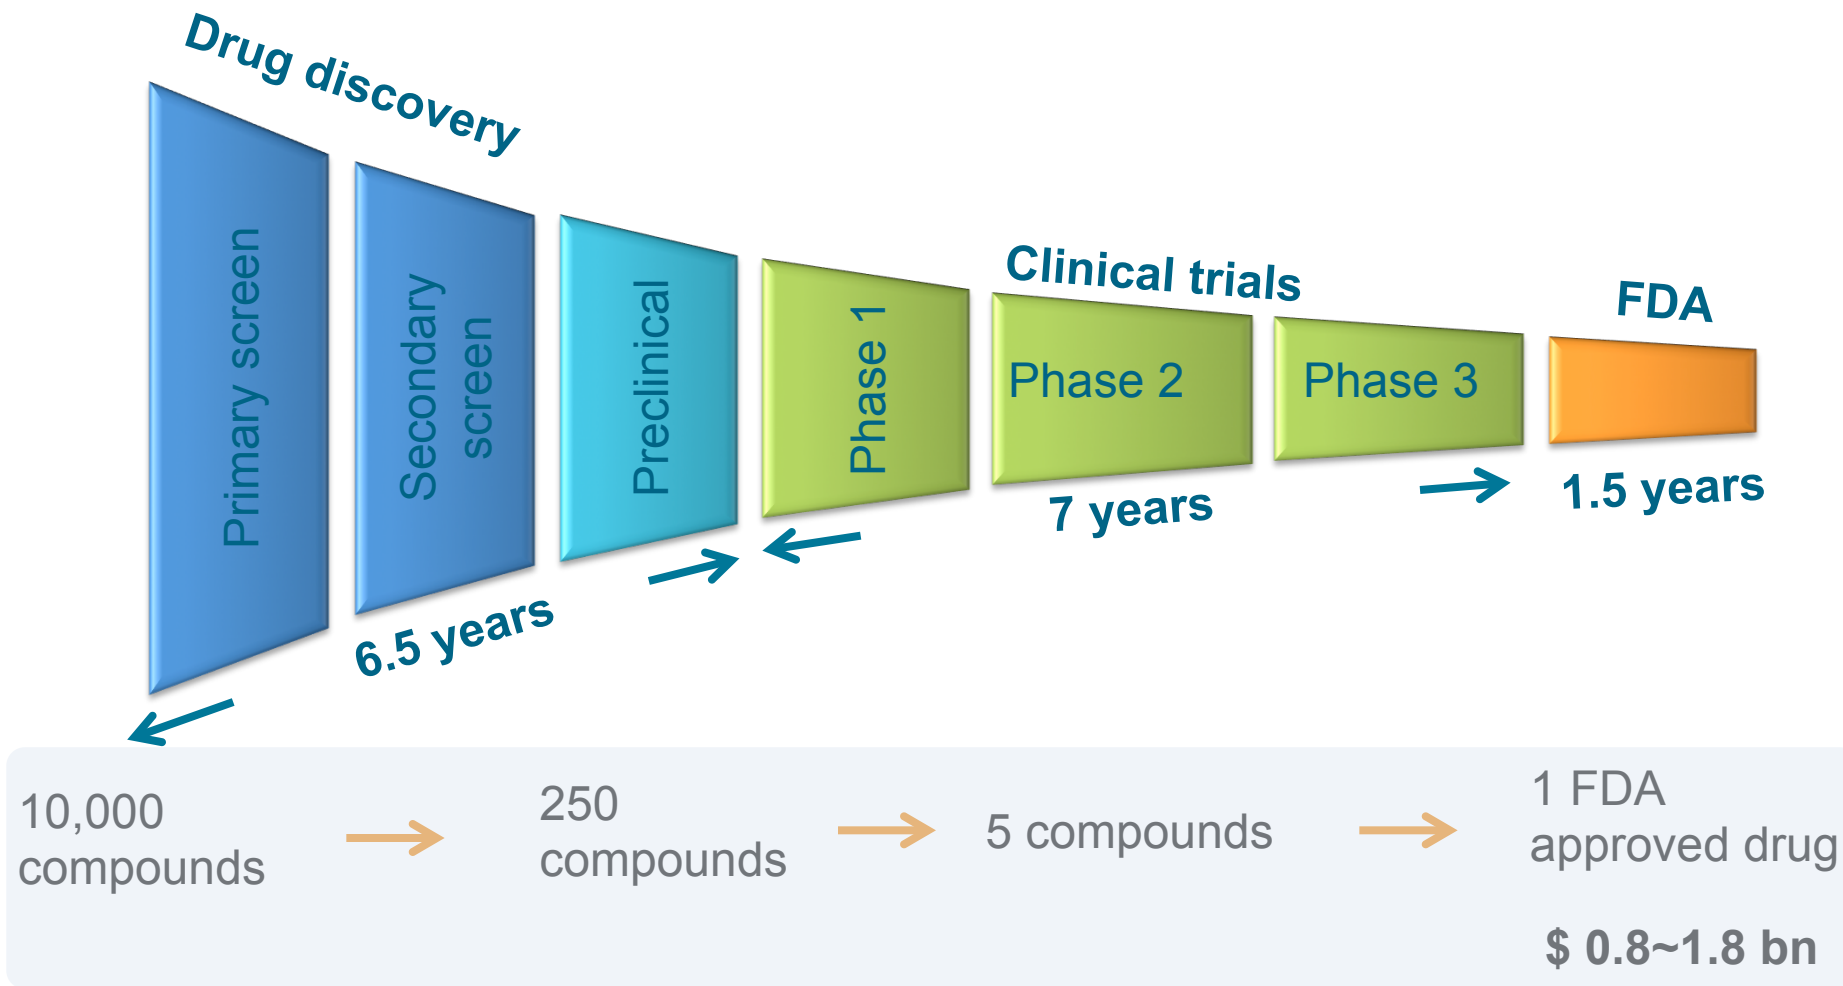 Drug discovery
Primary screen
Secondary
screen
Preclinical
Phase 1
Clinical trials
Phase 2
Phase 3
FDA
6.5 years
7 years
1.5 years
10,000
compounds
250
compounds
5 compounds
1 FDA
approved drug
$ 0.8~1.8 bn